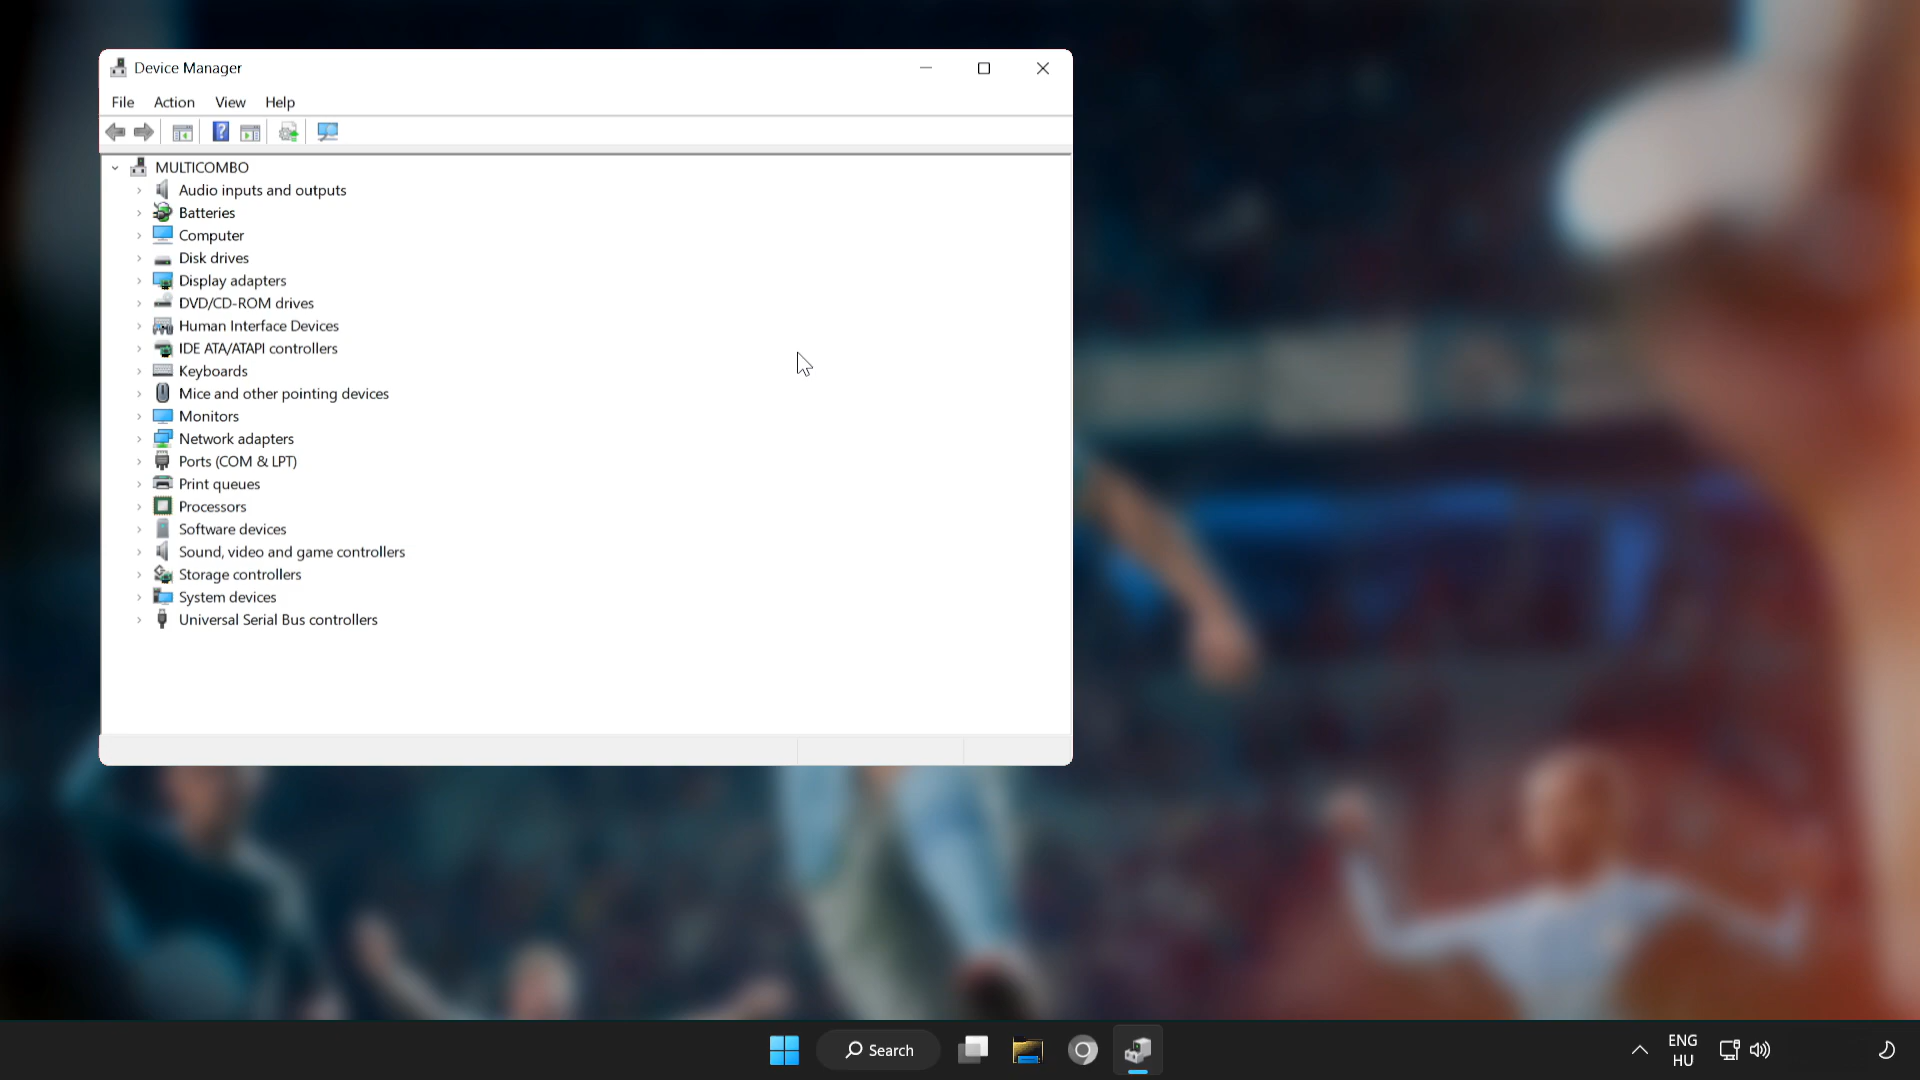 Device Manager
File Action View Help
MULTICOMBO
Audio inputs and outputs
Batteries
Computer
Disk drives
Display adapters
DVD/CD-ROM drives
Human Interface Devices
IDE ATA/ATAPI controllers
Keyboards
Mice and other pointing devices
Monitors
Network adapters
Ports (COM & LPT)
Print queues
Processors
Software devices
Sound, video and game controllers
Storage controllers
System devices
Universal Serial Bus controllers
Search
ENG
HU